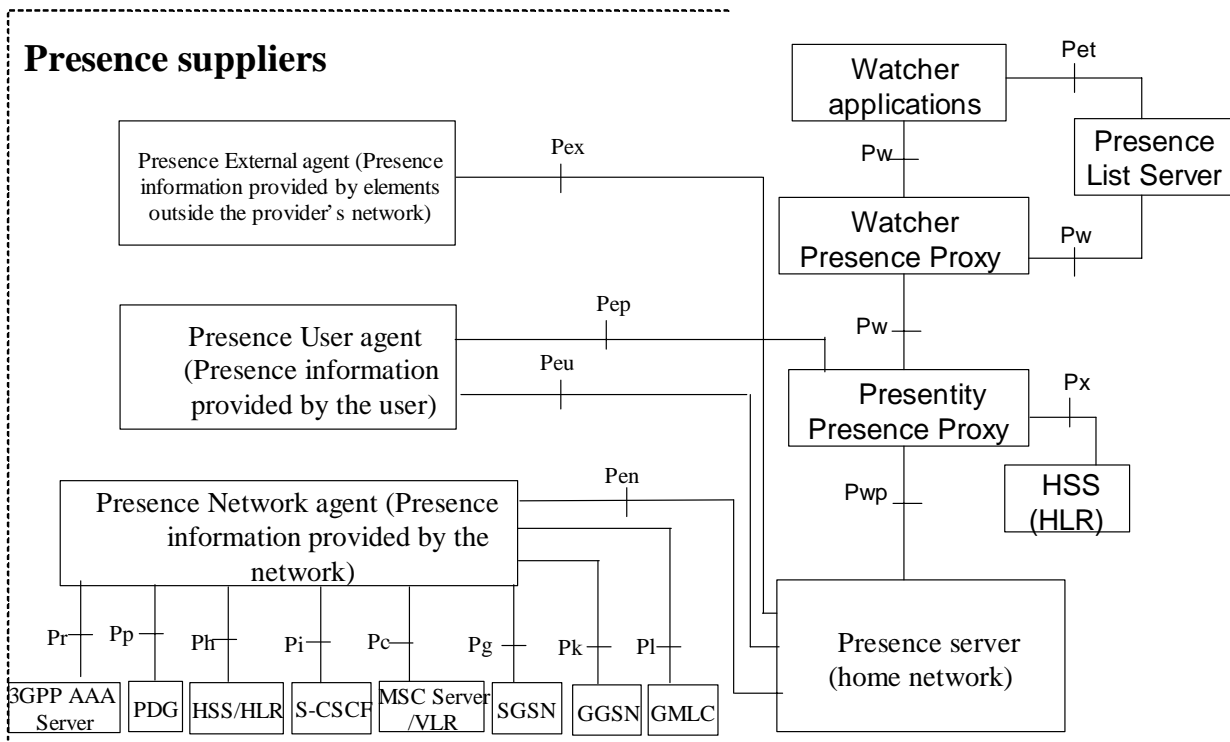 Presence suppliers
Watcher
applications
Pet
Presence
List Server
Presence External agent (Presence
information provided by elements
outside the provider's network)
Pex
Pw
Watcher
Presence Proxy
Pw
Presence User agent
(Presence information
provided by the user)
Pep
Peu
Pw
Presentity
Presence Proxy
Px
HSS
(HLR)
Presence Network agent (Presence
information provided by the
network)
Pen
Pwp
Presence server
(home network)
Pr
Pp
Ph
Pi
Pc
Pg
Pk
Pl
3GPP AAA
Server
PDG
HSS/HLR
S-CSCF
MSC Server
/VLR
SGSN
GGSN
GMLC